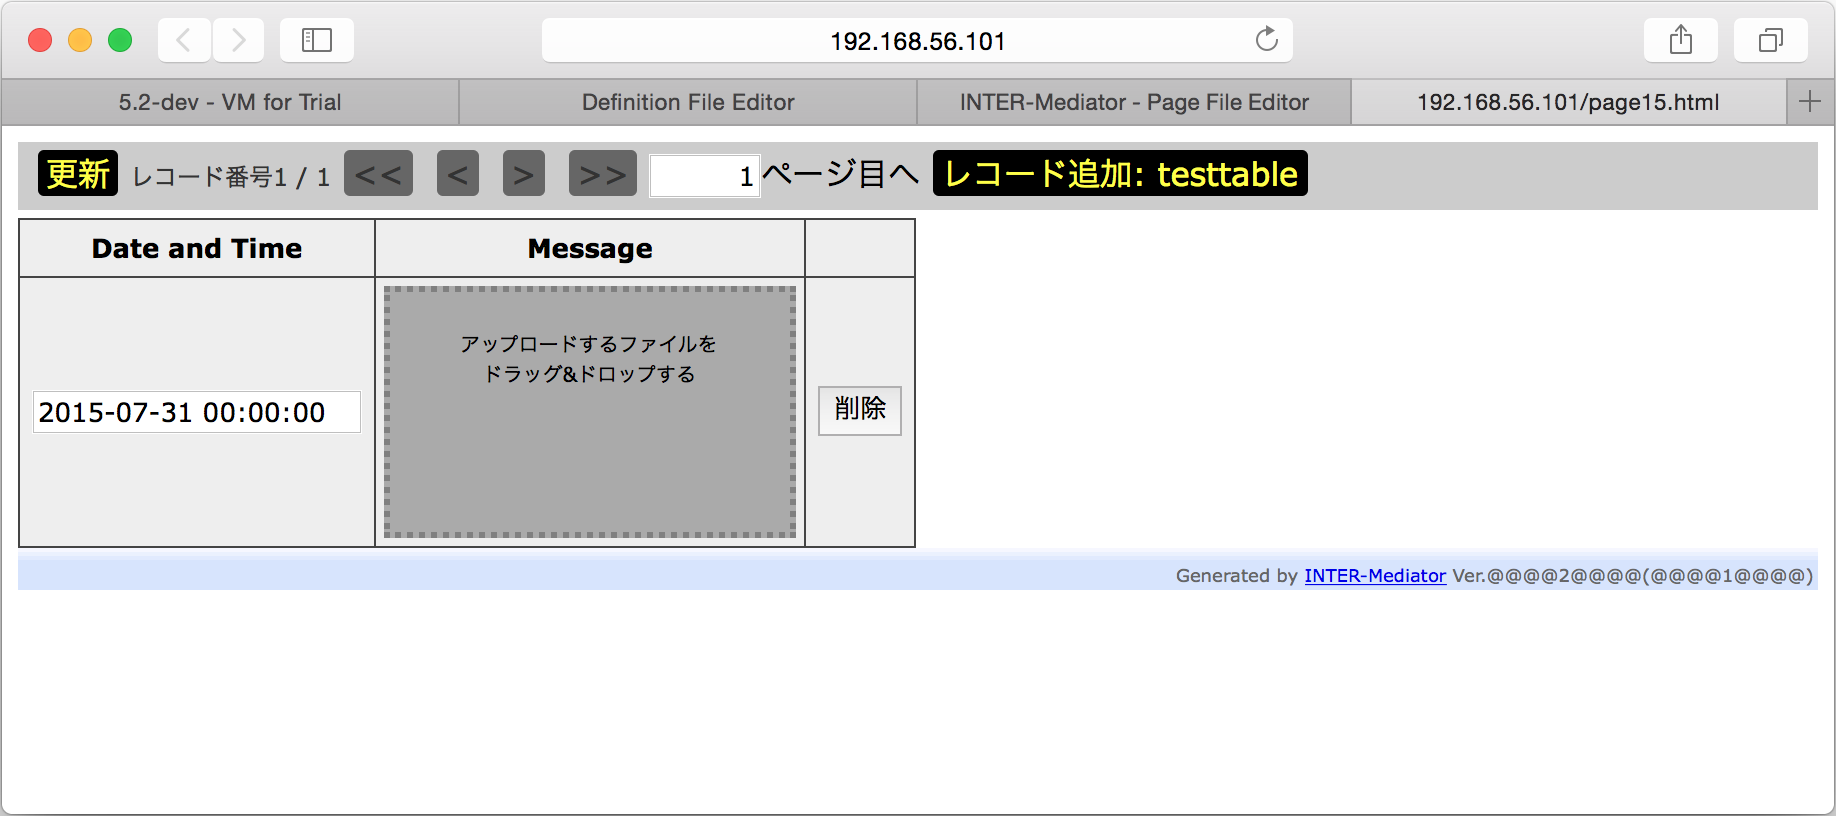 192.168.56.101
5.2-dev - VM for Trial
Definition File Editor
INTER-Mediator - Page File Editor
192.168.56.101/page15.html
更新 レコード番号1 / 1 << < > >> 1 ページ目へ レコード追加: testtable
Date and Time Message
アップロードするファイルを
ドラッグ&ドロップする
2015-07-31 00:00:00
削除
Generated by INTER-Mediator Ver.@@@@2@@@@(@@@@1@@@@)